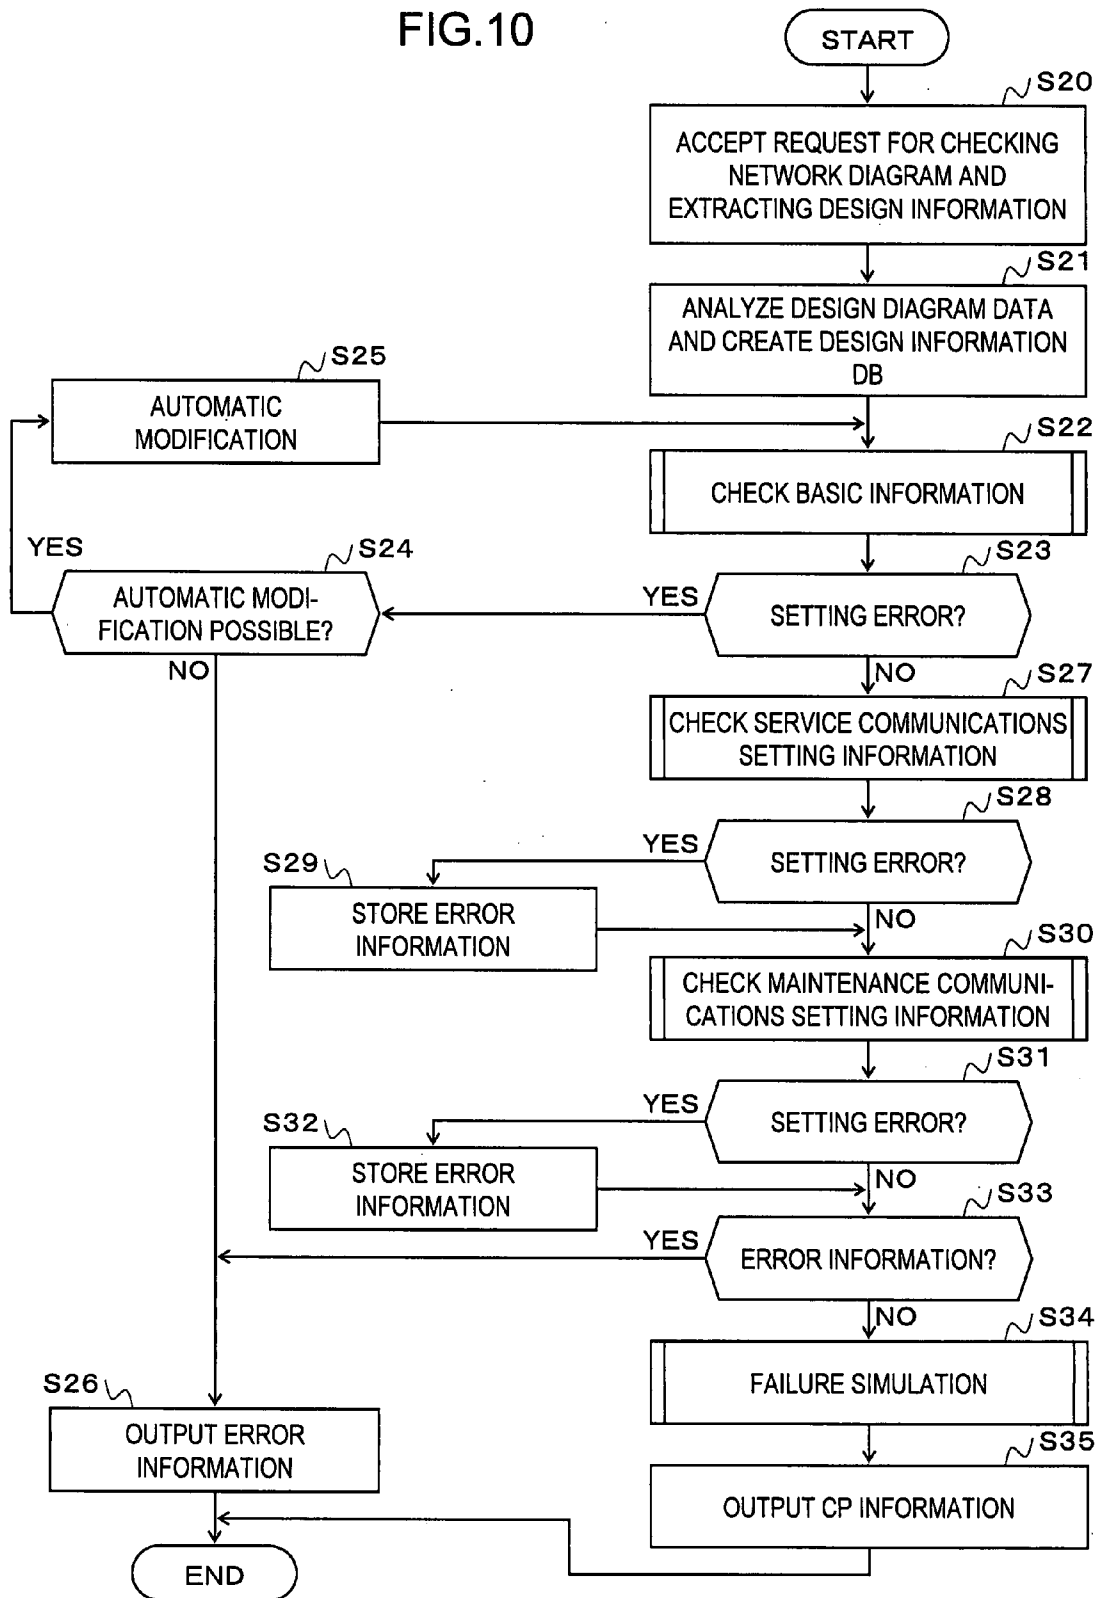 FIG.10
START
S20
ACCEPT REQUEST FOR CHECKING
NETWORK DIAGRAM AND
EXTRACTING DESIGN INFORMATION
S21
ANALYZE DESIGN DIAGRAM DATA
AND CREATE DESIGN INFORMATION
DB
S25
AUTOMATIC
MODIFICATION
S22
CHECK BASIC INFORMATION
S23
SETTING ERROR?
YES
S24
AUTOMATIC MODI-
FICATION POSSIBLE?
YES
NO
NO
S27
CHECK SERVICE COMMUNICATIONS
SETTING INFORMATION
S28
SETTING ERROR?
YES
S29
STORE ERROR
INFORMATION
NO
S30
CHECK MAINTENANCE COMMUNI-
CATIONS SETTING INFORMATION
S31
SETTING ERROR?
YES
S32
STORE ERROR
INFORMATION
NO
S33
ERROR INFORMATION?
YES
NO
S34
FAILURE SIMULATION
S26
OUTPUT ERROR
INFORMATION
S35
OUTPUT CP INFORMATION
END